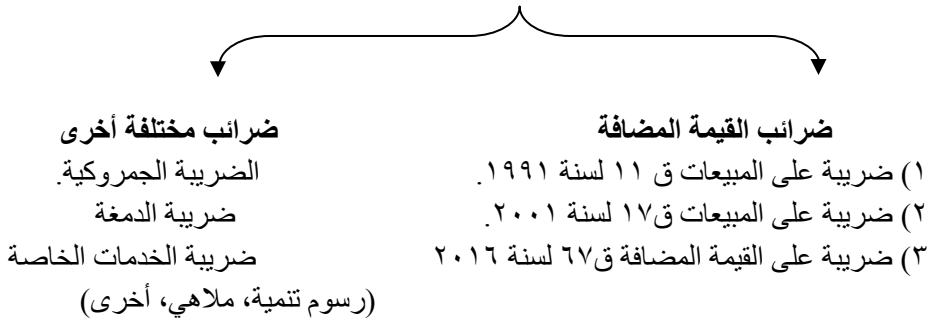 ضرائب القيمة المضافة
١) ضريبة على المبيعات ق ١١ لسنة ١٩٩١.
٢) ضريبة على المبيعات ق١٧ لسنة ٢٠٠١.
٣) ضريبة على القيمة المضافة ق٦٧ لسنة ٢٠١٦
ضرائب مختلفة أخرى
الضريبة الجمروكية.
ضريبة الدمغة
ضريبة الخدمات الخاصة
(رسوم تنمية، ملاهي، أخرى)